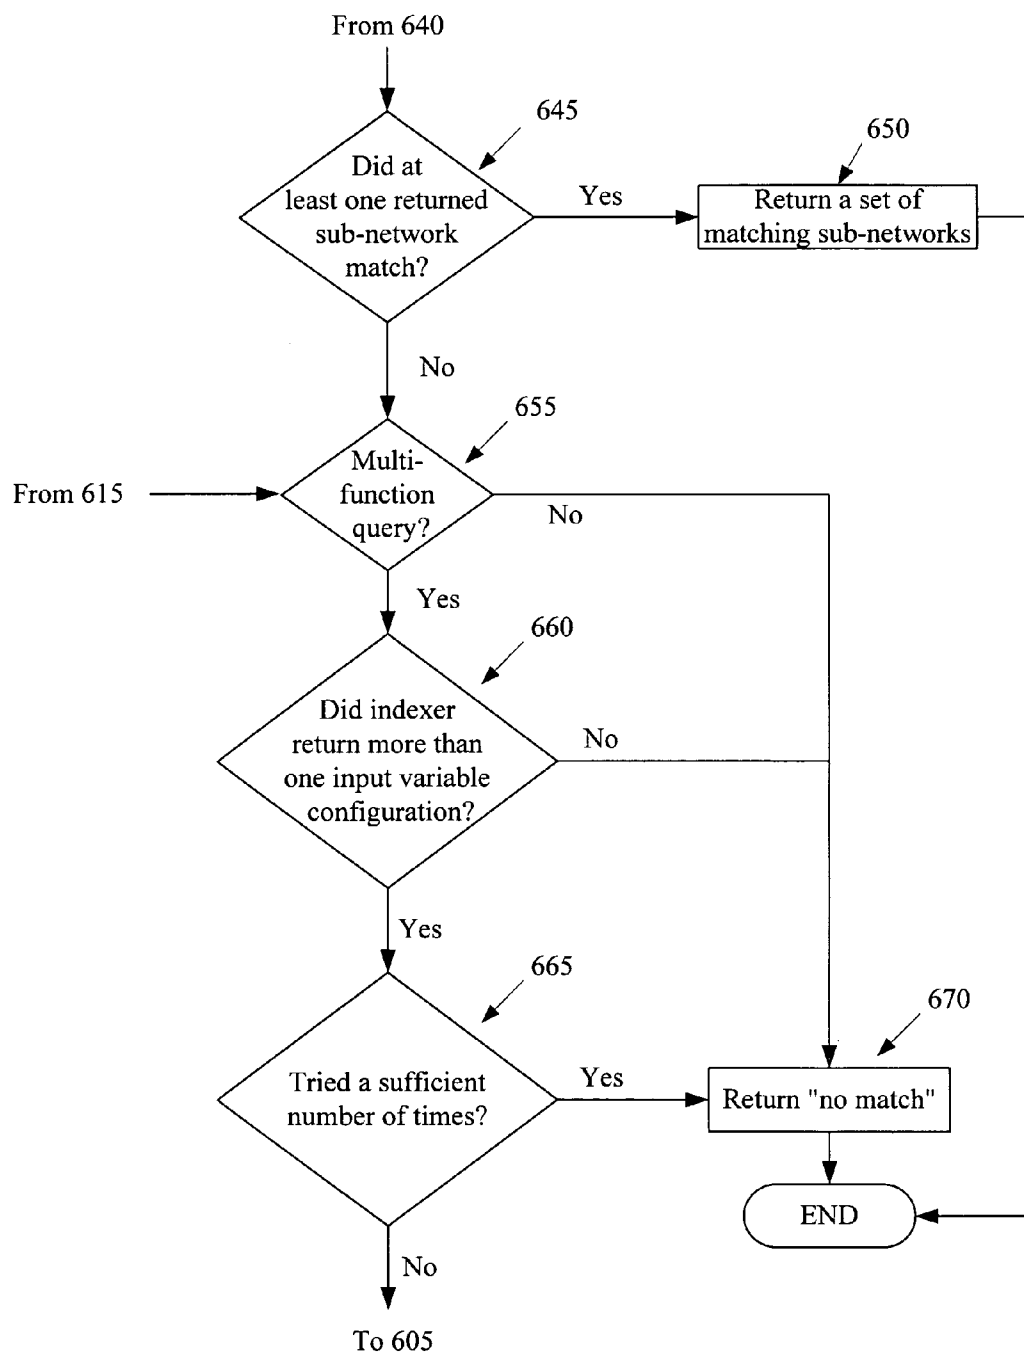 From 640
645
Did at
least one returned
sub-network
match?
Yes
650
Return a set of
matching sub-networks
No
655
From 615
Multi-
function
query?
No
Yes
660
Did indexer
return more than
one input variable
configuration?
No
Yes
665
Tried a sufficient
number of times?
Yes
670
Return "no match"
END
No
To 605